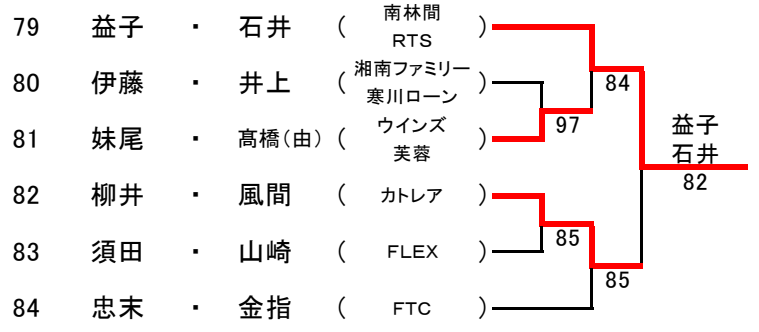 79 益子 ・ 石井 ( 南林間 RTS )
80 伊藤 ・ 井上 ( 湘南ファミリー 寒川ローン )
81 妹尾 ・ 髙橋(由) ( ウインズ 芙蓉 )
82 柳井 ・ 風間 ( カトレア )
83 須田 ・ 山崎 ( FLEX )
84 忠末 ・ 金指 ( FTC )
97
85
84
85
益子
石井
82